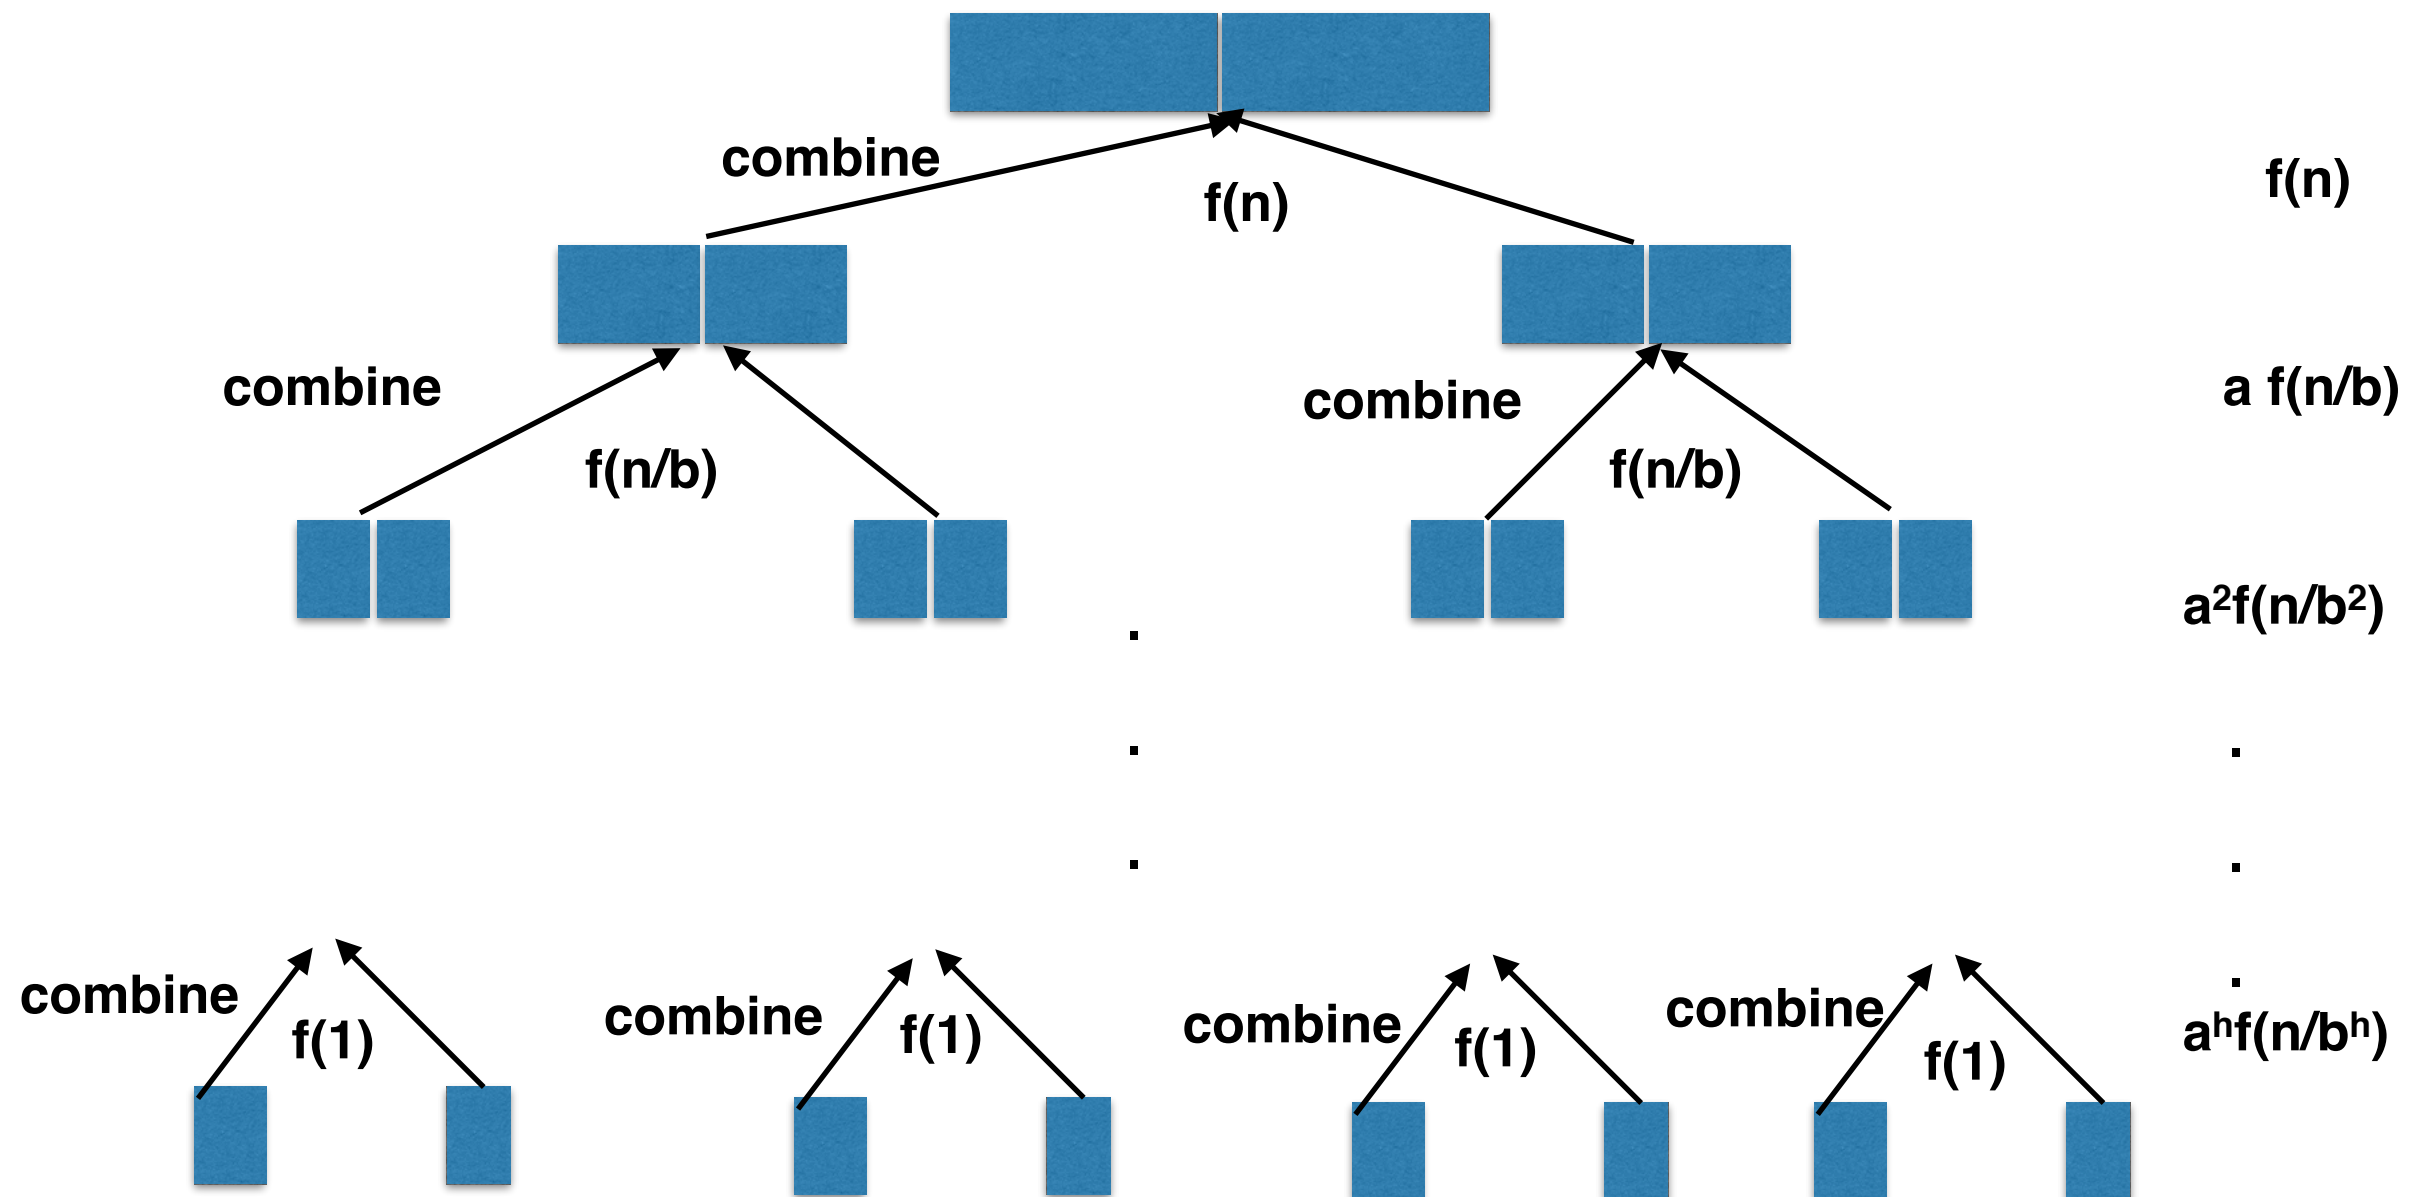 combine
f(n)
f(n)
combine
combine
a f(n/b)
f(n/b)
f(n/b)
a²f(n/b²)
.
.
.
.
.
.
combine
combine
combine
combine
aʰf(n/bʰ)
f(1)
f(1)
f(1)
f(1)